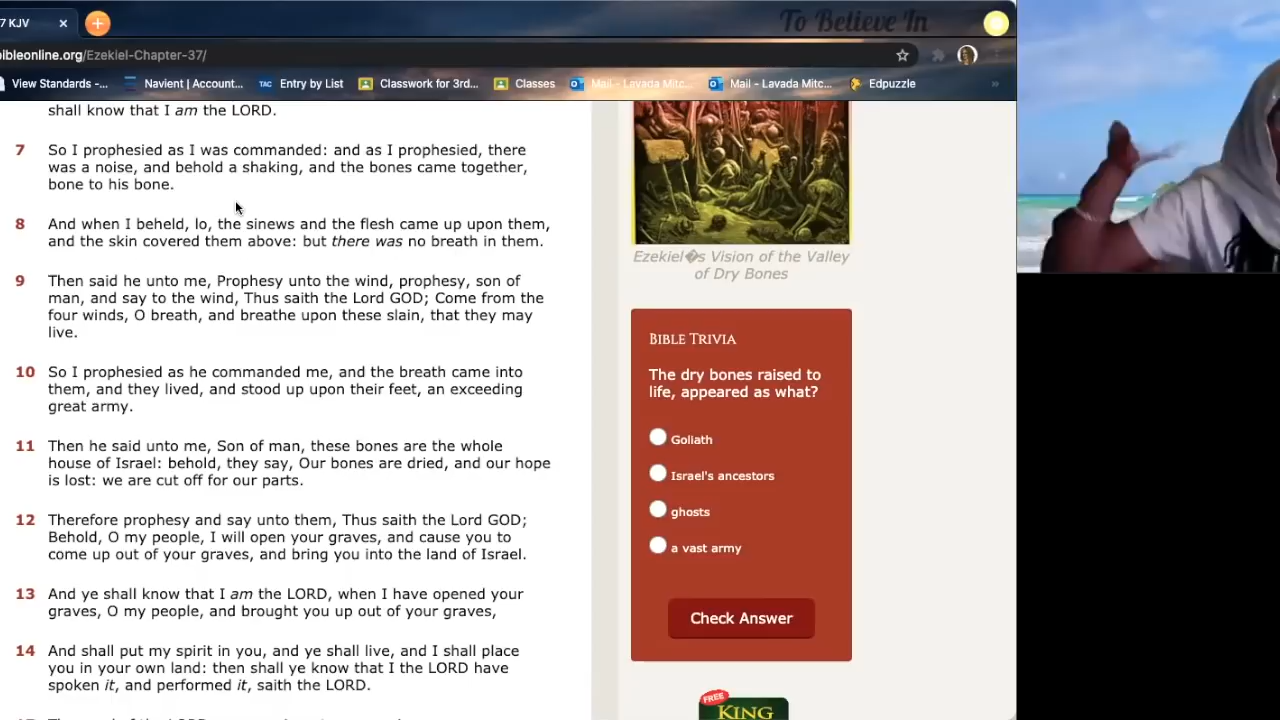 7 KJV
To Believe In
ibleonline.org/Ezekiel-Chapter-37/
View Standards -... Navient | Account... TAC Entry by List Classwork for 3rd... Classes Mail - Lavada Mitc... Mail - Lavada Mitc... Edpuzzle »
shall know that I am the LORD.
7 So I prophesied as I was commanded: and as I prophesied, there
was a noise, and behold a shaking, and the bones came together,
bone to his bone.
8 And when I beheld, lo, the sinews and the flesh came up upon them,
and the skin covered them above: but there was no breath in them.
9 Then said he unto me, Prophesy unto the wind, prophesy, son of
man, and say to the wind, Thus saith the Lord GOD; Come from the
four winds, O breath, and breathe upon these slain, that they may
live.
10 So I prophesied as he commanded me, and the breath came into
them, and they lived, and stood up upon their feet, an exceeding
great army.
11 Then he said unto me, Son of man, these bones are the whole
house of Israel: behold, they say, Our bones are dried, and our hope
is lost: we are cut off for our parts.
12 Therefore prophesy and say unto them, Thus saith the Lord GOD;
Behold, O my people, I will open your graves, and cause you to
come up out of your graves, and bring you into the land of Israel.
13 And ye shall know that I am the LORD, when I have opened your
graves, O my people, and brought you up out of your graves,
14 And shall put my spirit in you, and ye shall live, and I shall place
you in your own land: then shall ye know that I the LORD have
spoken it, and performed it, saith the LORD.
Ezekiel�s Vision of the Valley
of Dry Bones
BIBLE TRIVIA
The dry bones raised to
life, appeared as what?
Goliath
Israel's ancestors
ghosts
a vast army
Check Answer
FREE
KING